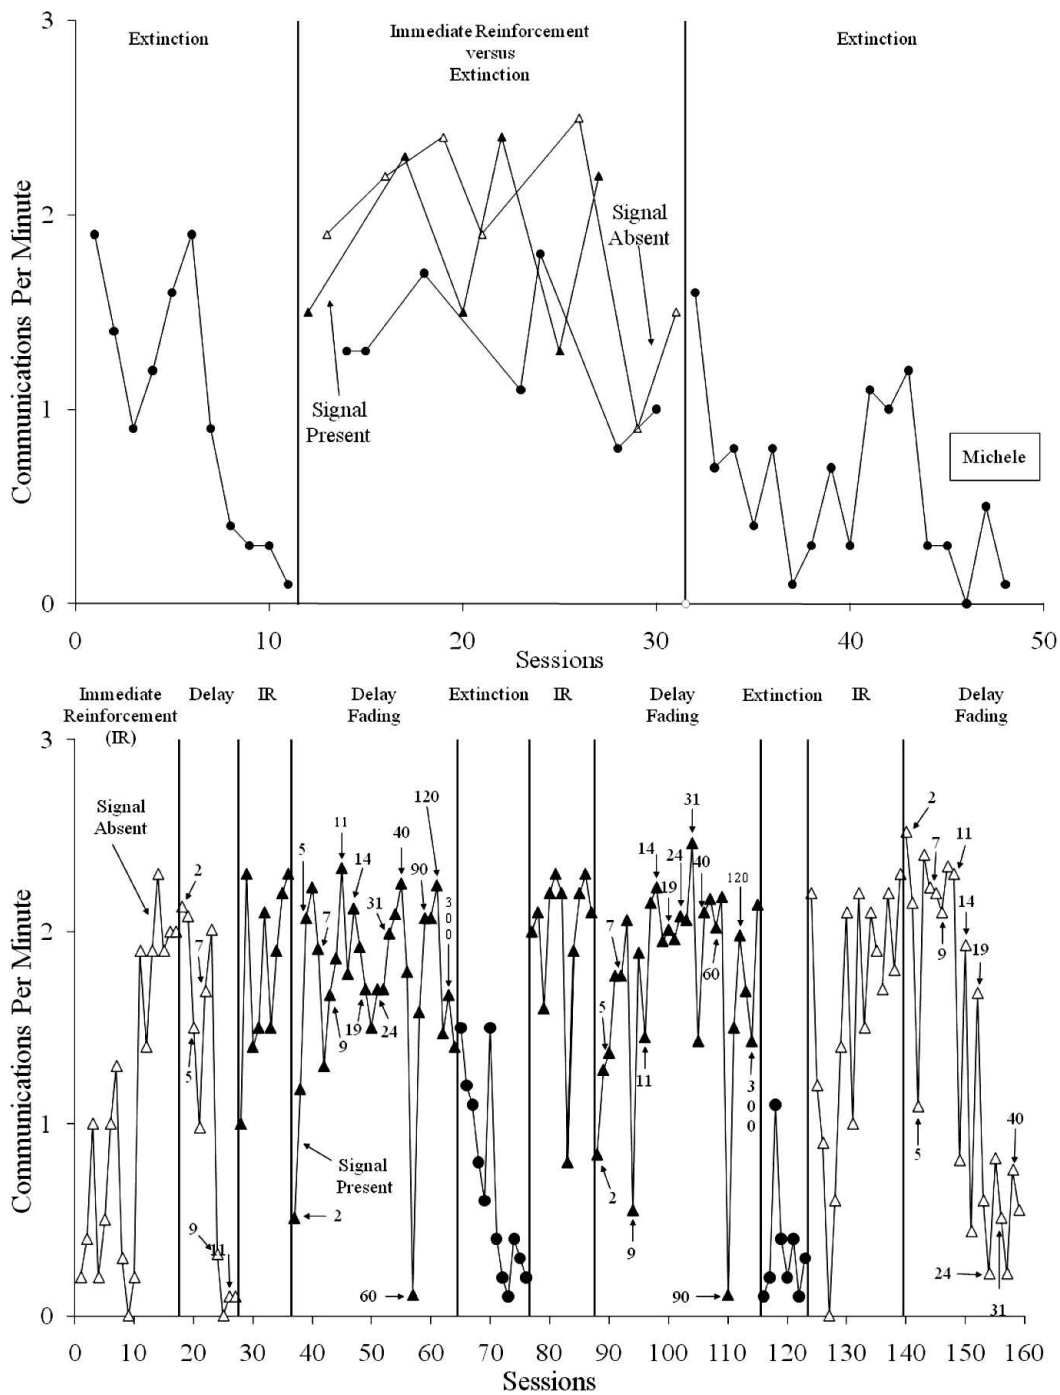 Extinction
Immediate Reinforcement
versus
Extinction
Extinction
3
2
1
0
Communications Per Minute
Signal
Absent
Signal
Present
Michele
0
10
20
30
40
50
Sessions
Immediate
Reinforcement
(IR)
Delay
IR
Delay
Fading
Extinction
IR
Delay
Fading
Extinction
IR
Delay
Fading
3
2
1
0
Communications Per Minute
Signal
Absent
2
7
5
9
11
5
11
7
14
9
19
31
24
40
90
120
3
0
0
60
Signal
Present
2
5
7
2
9
11
14
19
24
31
40
60
120
90
3
0
0
2
7
11
9
5
14
19
24
31
40
0
10
20
30
40
50
60
70
80
90
100
110
120
130
140
150
160
Sessions